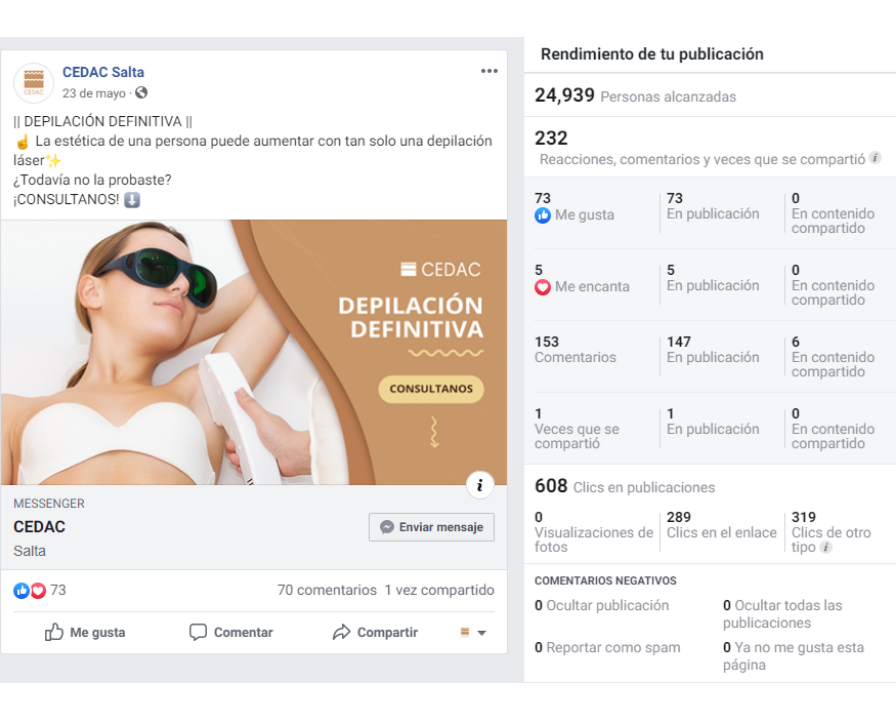 CEDAC Salta
23 de mayo ·
|| DEPILACIÓN DEFINITIVA ||
☝ La estética de una persona puede aumentar con tan solo una depilación
láser✨
¿Todavía no la probaste?
¡CONSULTANOS! ⬇
CEDAC
CEDAC
DEPILACIÓN
DEFINITIVA
CONSULTANOS
i
MESSENGER
CEDAC
Salta
Enviar mensaje
73
70 comentarios 1 vez compartido
Me gusta Comentar Compartir
Rendimiento de tu publicación
24,939 Personas alcanzadas
232
Reacciones, comentarios y veces que se compartió i
73
Me gusta
73
En publicación
0
En contenido
compartido
5
Me encanta
5
En publicación
0
En contenido
compartido
153
Comentarios
147
En publicación
6
En contenido
compartido
1
Veces que se
compartió
1
En publicación
0
En contenido
compartido
608 Clics en publicaciones
0
Visualizaciones de
fotos
289
Clics en el enlace
319
Clics de otro
tipo i
COMENTARIOS NEGATIVOS
0 Ocultar publicación
0 Ocultar todas las
publicaciones
0 Reportar como spam
0 Ya no me gusta esta
página